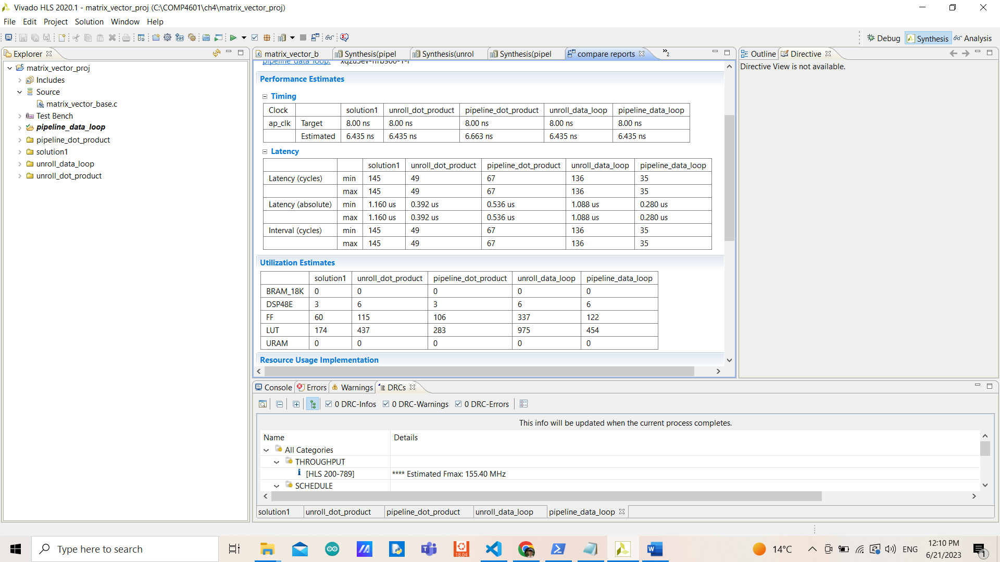 Vivado HLS 2020.1 - matrix_vector_proj (C:\COMP4601\ch4\matrix_vector_proj)
File Edit Project Solution Window Help
Debug Synthesis Analysis
Explorer
matrix_vector_proj
Includes
Source
matrix_vector_base.c
Test Bench
pipeline_data_loop
pipeline_dot_product
solution1
unroll_data_loop
unroll_dot_product
matrix_vector_b Synthesis(pipel Synthesis(unrol Synthesis(pipel compare reports »2
pipeline_data_loop:
Performance Estimates
Timing
Clock solution1 unroll_dot_product pipeline_dot_product unroll_data_loop pipeline_data_loop
ap_clk Target 8.00 ns 8.00 ns 8.00 ns 8.00 ns 8.00 ns
Estimated 6.435 ns 6.435 ns 6.663 ns 6.435 ns 6.435 ns
Latency
solution1 unroll_dot_product pipeline_dot_product unroll_data_loop pipeline_data_loop
Latency (cycles) min 145 49 67 136 35
max 145 49 67 136 35
Latency (absolute) min 1.160 us 0.392 us 0.536 us 1.088 us 0.280 us
max 1.160 us 0.392 us 0.536 us 1.088 us 0.280 us
Interval (cycles) min 145 49 67 136 35
max 145 49 67 136 35
Utilization Estimates
solution1 unroll_dot_product pipeline_dot_product unroll_data_loop pipeline_data_loop
BRAM_18K 0 0 0 0 0
DSP48E 3 6 3 6 6
FF 60 115 106 337 122
LUT 174 437 283 975 454
URAM 0 0 0 0 0
Resource Usage Implementation
Outline Directive
Directive View is not available.
Console Errors Warnings DRCs
0 DRC-Infos 0 DRC-Warnings 0 DRC-Errors
This info will be updated when the current process completes.
Name Details
All Categories
THROUGHPUT
[HLS 200-789] **** Estimated Fmax: 155.40 MHz
SCHEDULE
solution1 unroll_dot_product pipeline_dot_product unroll_data_loop pipeline_data_loop
Type here to search
18.04
14°C
ENG
12:10 PM
6/21/2023
1